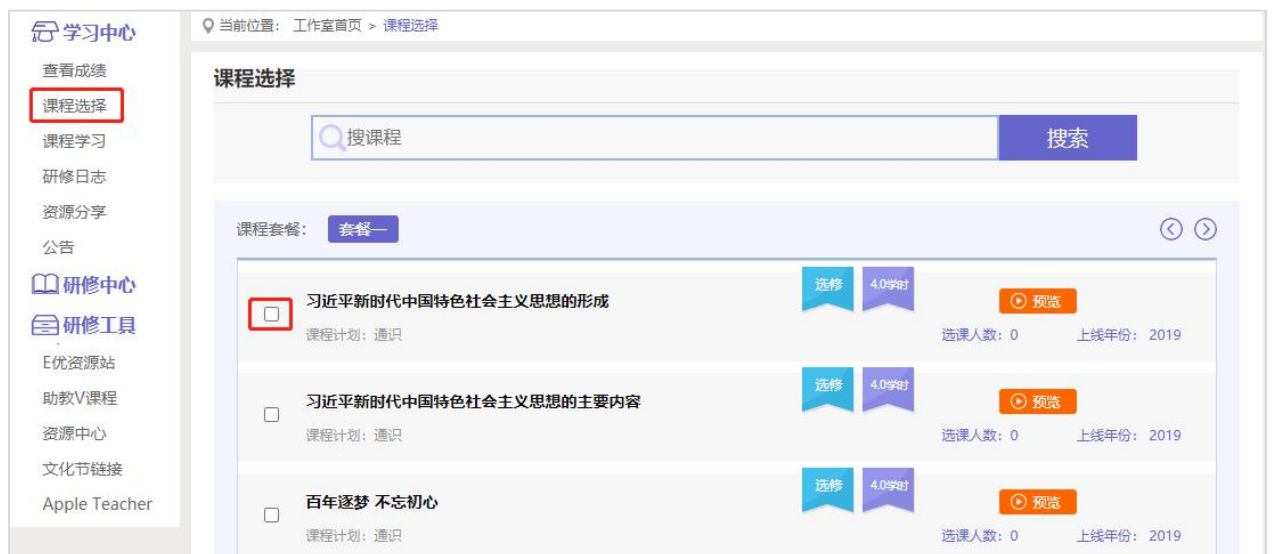 学习中心
查看成绩
课程选择
课程学习
研修日志
资源分享
公告
研修中心
研修工具
E优资源站
助教V课程
资源中心
文化节链接
Apple Teacher
当前位置: 工作室首页 > 课程选择
课程选择
搜课程 搜索
课程套餐: 套餐一
习近平新时代中国特色社会主义思想的形成 选修 4.0学时 预览
课程计划: 通识 选课人数: 0 上线年份: 2019
习近平新时代中国特色社会主义思想的主要内容 选修 4.0学时 预览
课程计划: 通识 选课人数: 0 上线年份: 2019
百年逐梦 不忘初心 选修 4.0学时 预览
课程计划: 通识 选课人数: 0 上线年份: 2019